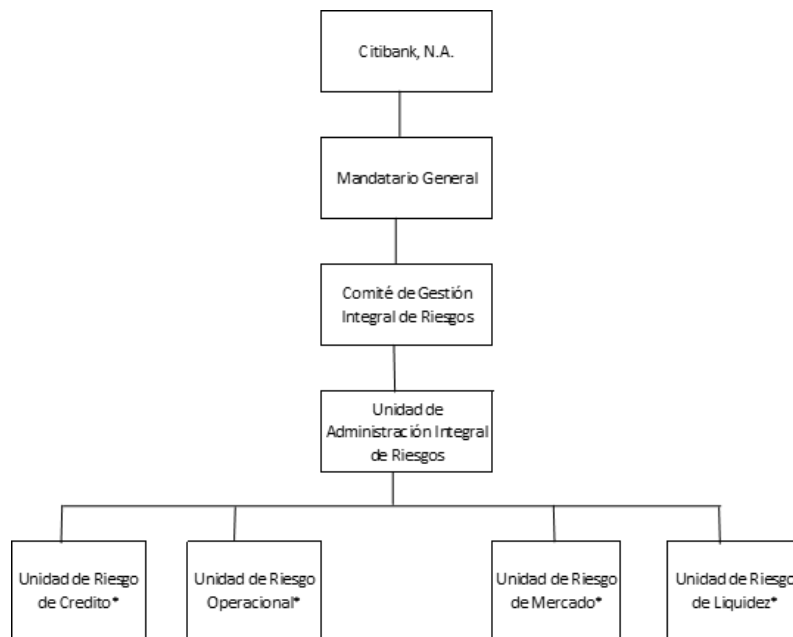 Citibank, N.A.
Mandatario General
Comité de Gestión
Integral de Riesgos
Unidad de
Administración Integral
de Riesgos
Unidad de Riesgo
de Credito*
Unidad de Riesgo
Operacional*
Unidad de Riesgo
de Mercado*
Unidad de Riesgo
de Liquidez*